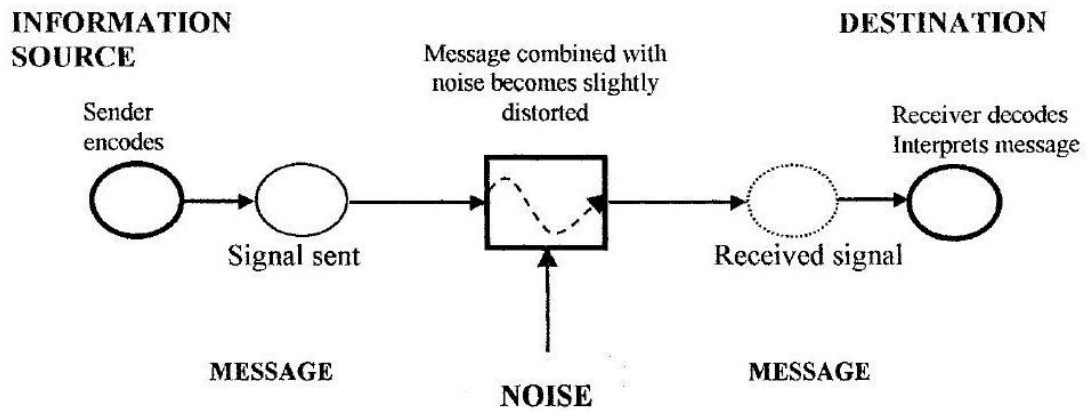 INFORMATION
SOURCE
DESTINATION
Message combined with
noise becomes slightly
distorted
Sender
encodes
Receiver decodes
Interprets message
Signal sent
Received signal
MESSAGE
MESSAGE
NOISE